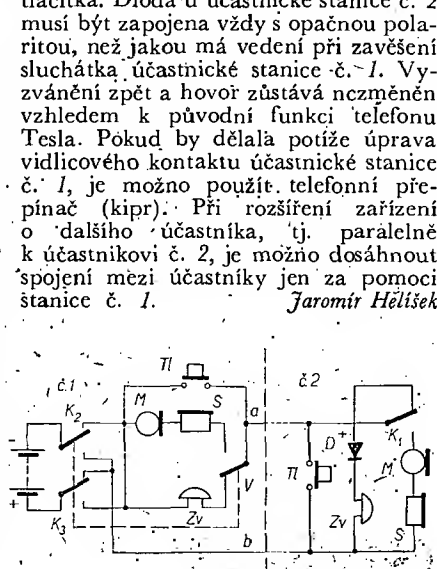 tlačítka. Dioda u účastnické stanice č. 2
musí být zapojena vždy s opačnou pola-
ritou, než jakou má vedení při zavěšení
sluchátka účastnické stanice č. 1. Vy-
zvánění zpět a hovor zůstává nezměněn
vzhledem k původní funkci telefonu
Tesla. Pokud by dělala potíže úprava
vidlicového kontaktu účastnické stanice
č. 1, je možno použít telefonní pře-
pínač (kipr). Při rozšíření zařízení
o dalšího účastníka, tj. paralelně
k účastnikovi č. 2, je možno dosáhnout
spojení mezi účastníky jen za pomoci
stanice č. 1. Jaromír Hělíšek
Tl
č.1
č.2
K2
M
S
a
D
+
K1
-
Tl
M
V
+
Zv
Zv
S
K3
b